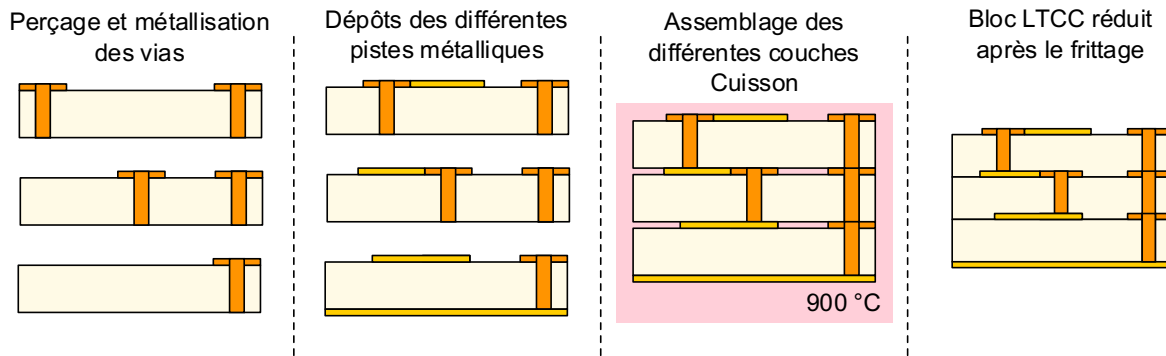 Perçage et métallisation
des vias
Dépôts des différentes
pistes métalliques
Assemblage des
différentes couches
Cuisson
900 °C
Bloc LTCC réduit
après le frittage